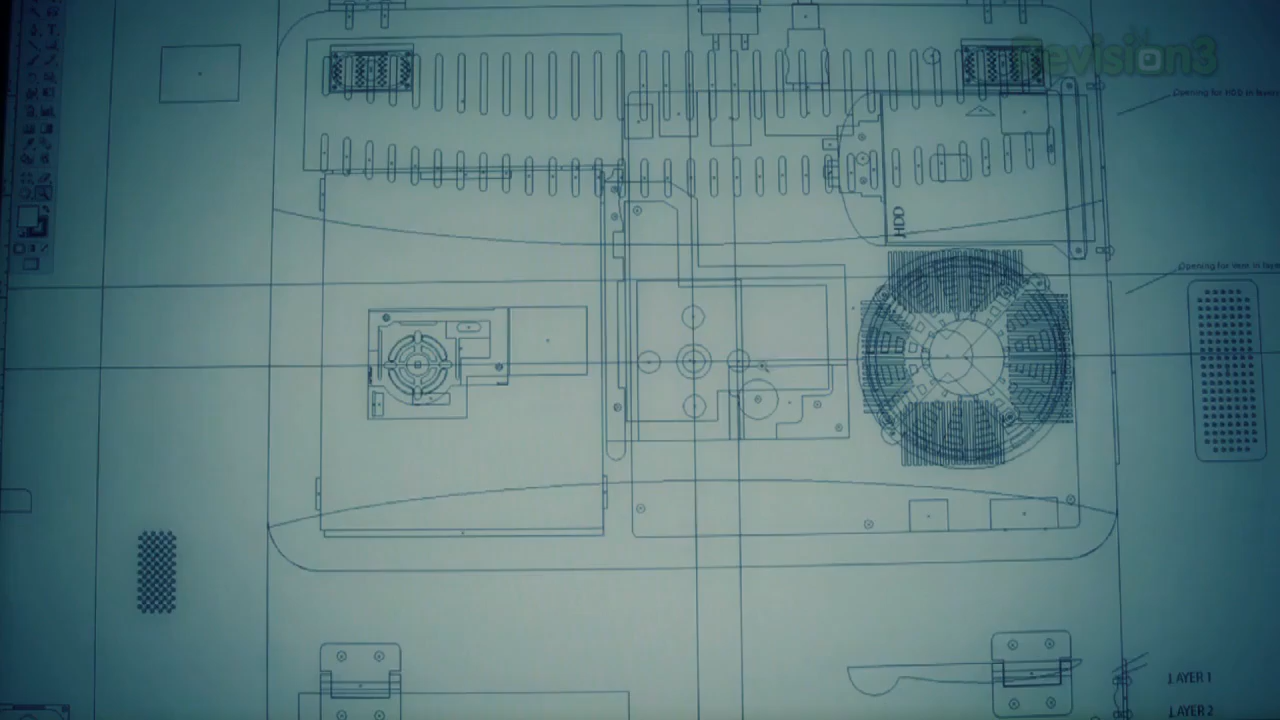 Revision3
Opening for HDD in
HDD
Opening for
LAYER 1
LAYER 2